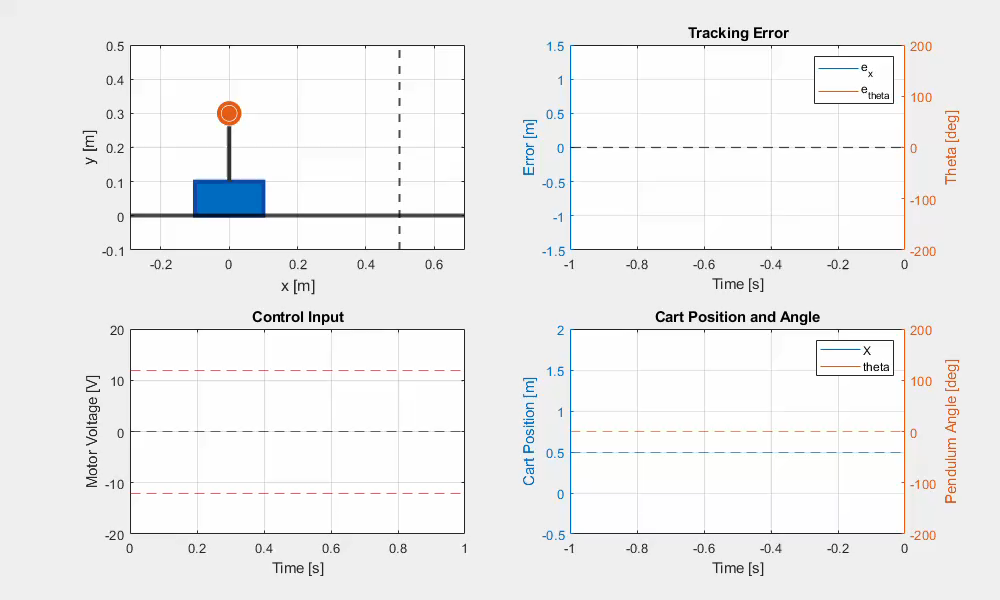 0.5
0.4
0.3
0.2
0.1
0
-0.1
y [m]
-0.2 0 0.2 0.4 0.6
x [m]
Tracking Error
1.5
1
0.5
0
-0.5
-1
-1.5
Error [m]
e_x
e_theta
200
100
0
-100
-200
Theta [deg]
-1 -0.8 -0.6 -0.4 -0.2 0
Time [s]
Control Input
20
10
0
-10
-20
Motor Voltage [V]
0 0.2 0.4 0.6 0.8 1
Time [s]
Cart Position and Angle
2
1.5
1
0.5
0
-0.5
Cart Position [m]
X
theta
200
100
0
-100
-200
Pendulum Angle [deg]
-1 -0.8 -0.6 -0.4 -0.2 0
Time [s]